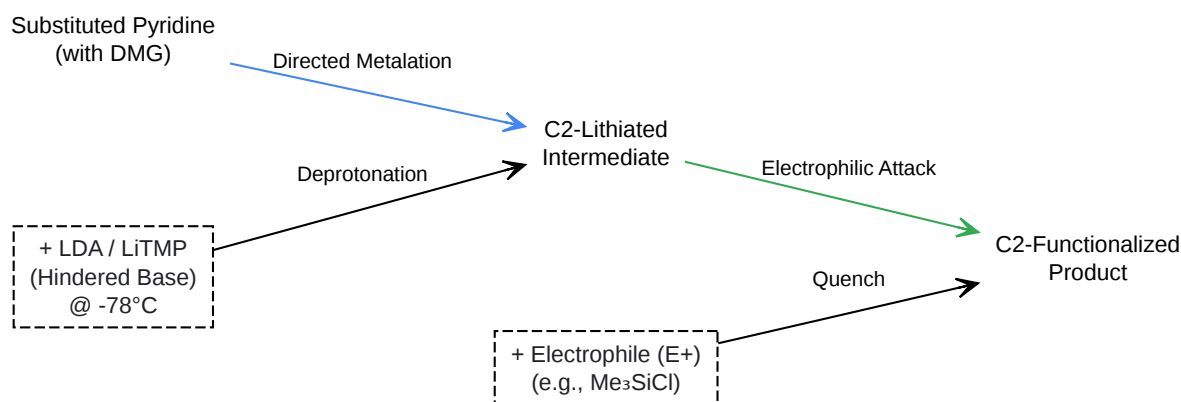 Substituted Pyridine
(with DMG)
Directed Metalation
C2-Lithiated
Intermediate
Deprotonation
Electrophilic Attack
+ LDA / LiTMP
(Hindered Base)
@ -78°C
C2-Functionalized
Product
Quench
+ Electrophile (E+)
(e.g., Me₃SiCl)